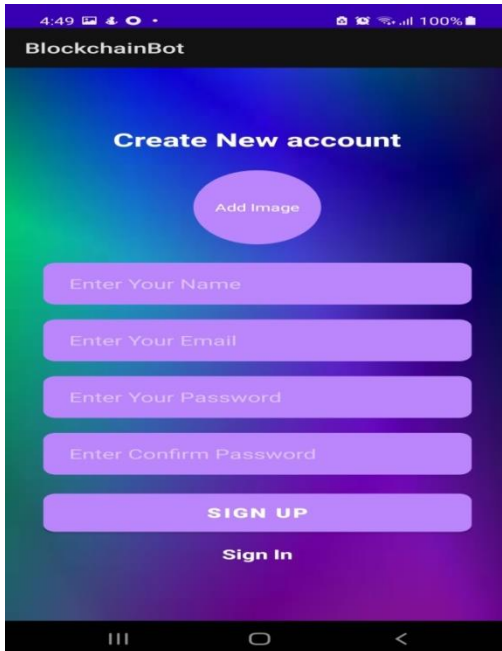 4:49 100%
BlockchainBot
Create New account
Add Image
Enter Your Name
Enter Your Email
Enter Your Password
Enter Confirm Password
SIGN UP
Sign In